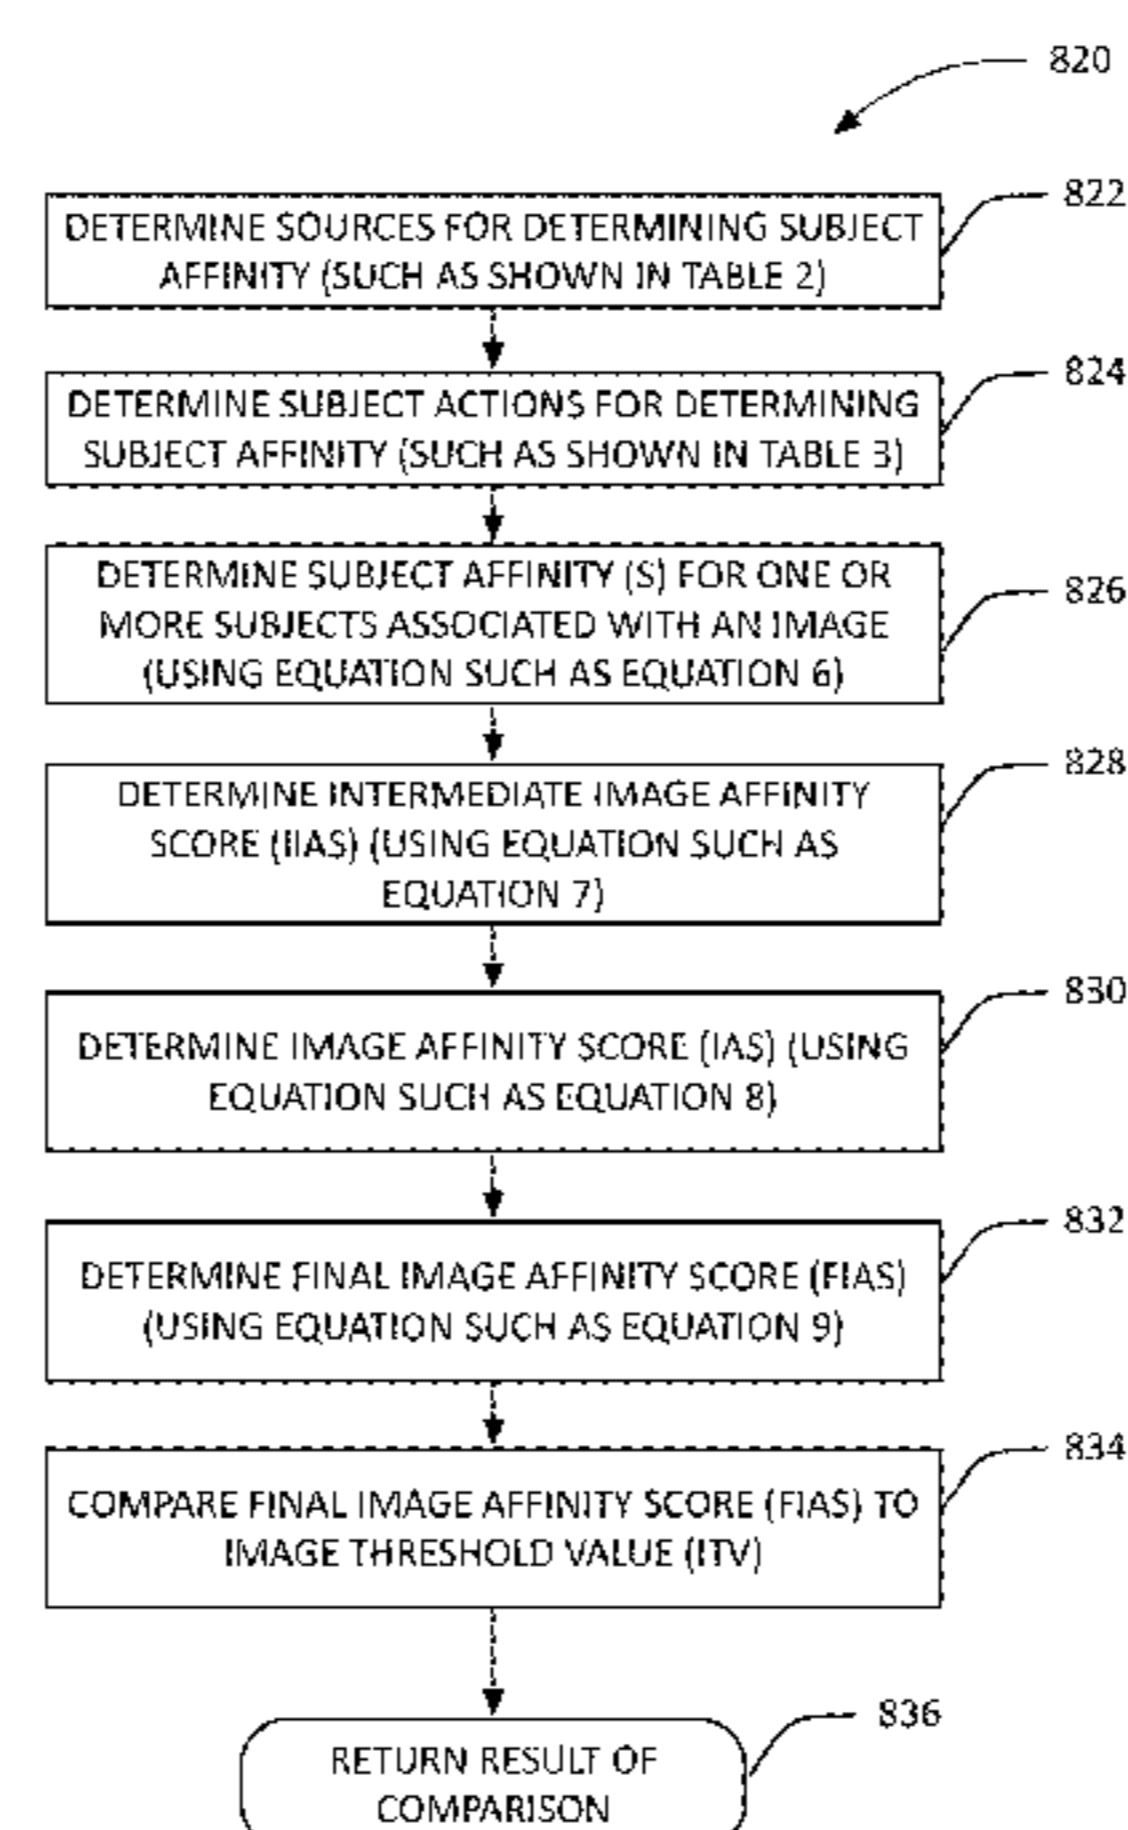 820
822
DETERMINE SOURCES FOR DETERMINING SUBJECT
AFFINITY (SUCH AS SHOWN IN TABLE 2)
824
DETERMINE SUBJECT ACTIONS FOR DETERMINING
SUBJECT AFFINITY (SUCH AS SHOWN IN TABLE 3)
826
DETERMINE SUBJECT AFFINITY (S) FOR ONE OR
MORE SUBJECTS ASSOCIATED WITH AN IMAGE
(USING EQUATION SUCH AS EQUATION 6)
828
DETERMINE INTERMEDIATE IMAGE AFFINITY
SCORE (IIAS) (USING EQUATION SUCH AS
EQUATION 7)
830
DETERMINE IMAGE AFFINITY SCORE (IAS) (USING
EQUATION SUCH AS EQUATION 8)
832
DETERMINE FINAL IMAGE AFFINITY SCORE (FIAS)
(USING EQUATION SUCH AS EQUATION 9)
834
COMPARE FINAL IMAGE AFFINITY SCORE (FIAS) TO
IMAGE THRESHOLD VALUE (ITV)
836
RETURN RESULT OF
COMPARISON